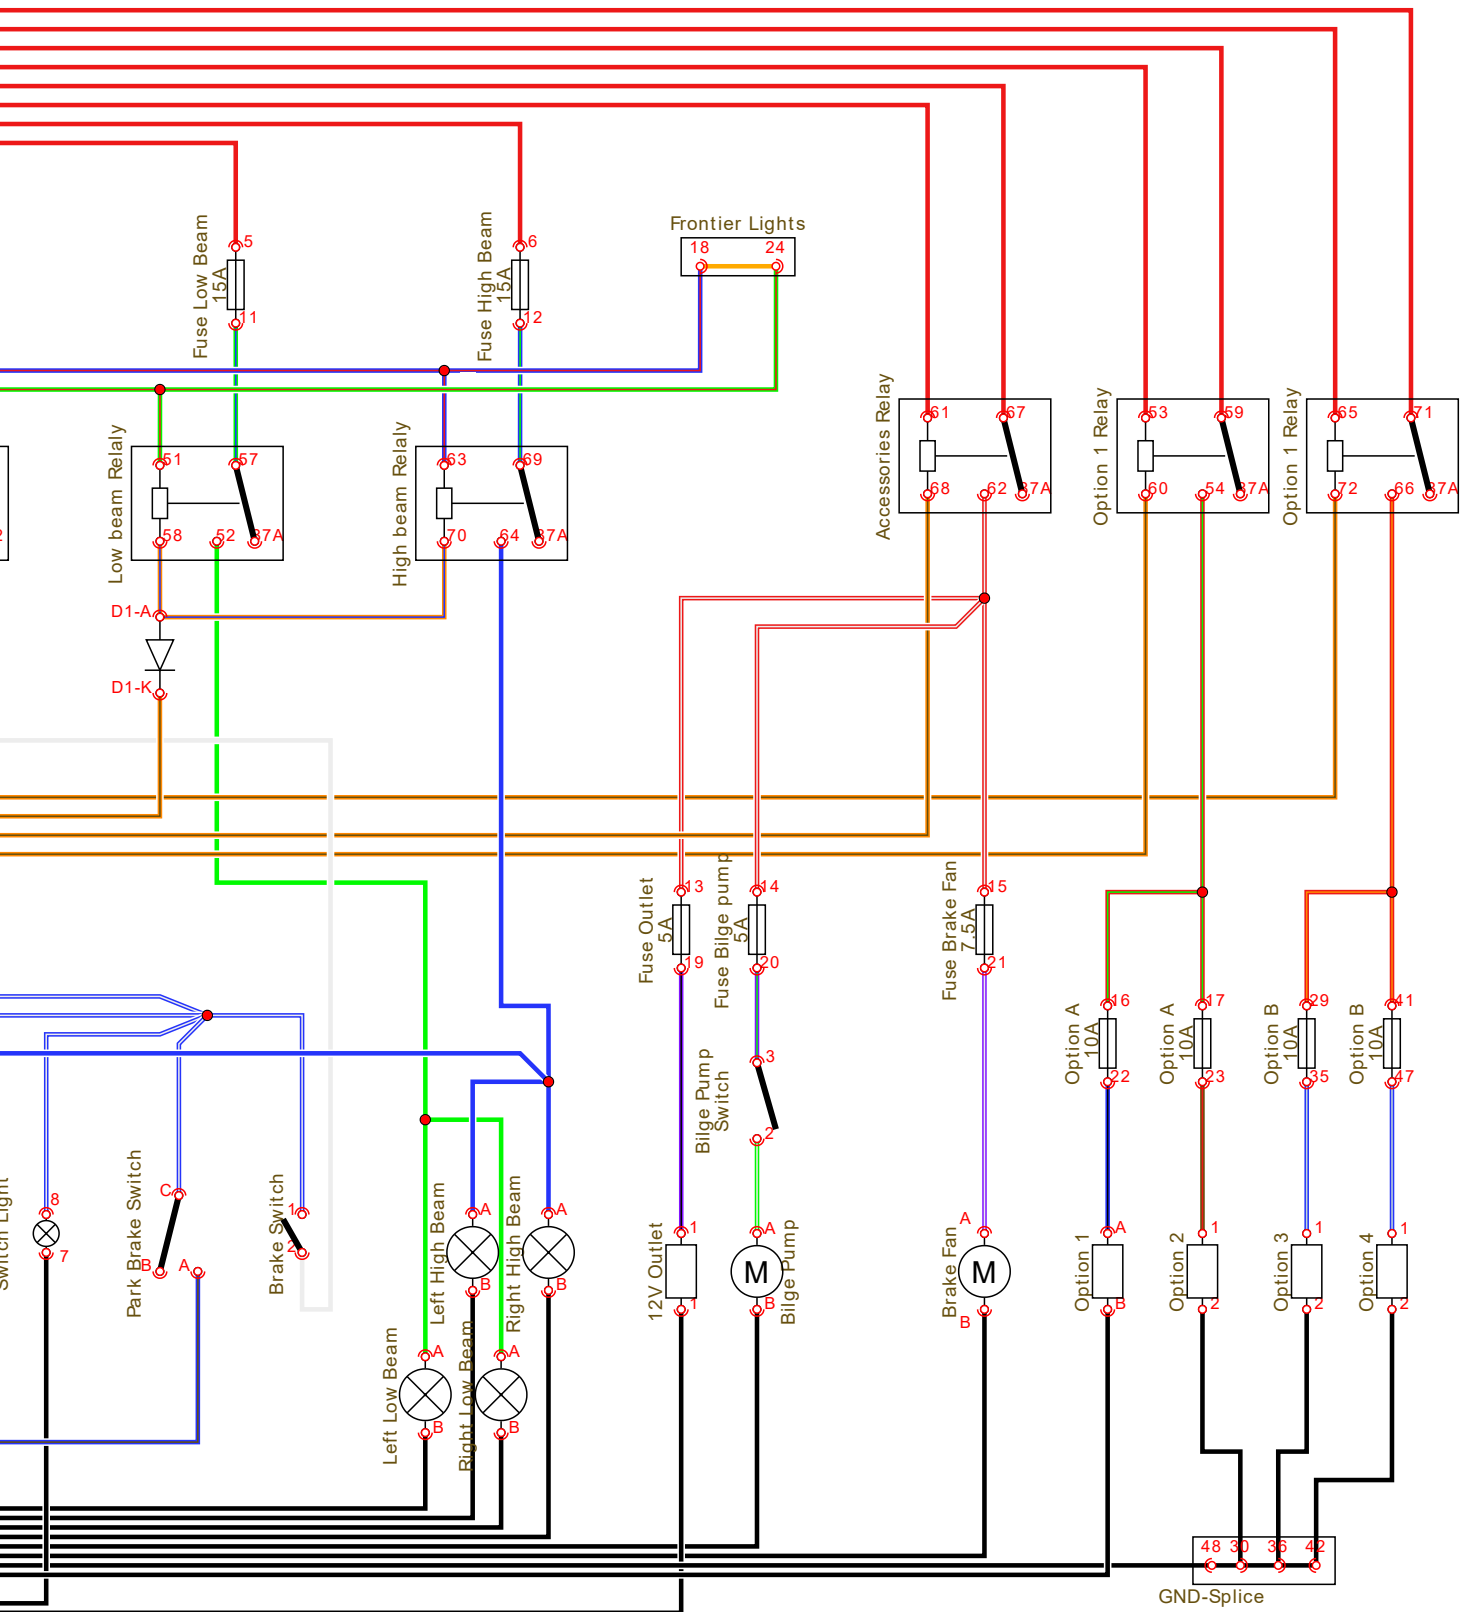 Frontier Lights
18
24
Fuse Low Beam
15A
5
11
Fuse High Beam
15A
6
12
Low beam Relaly
51
57
58
52
87A
High beam Relaly
63
69
70
64
87A
Accessories Relay
61
67
68
62
87A
Option 1 Relay
53
59
60
54
87A
Option 1 Relay
65
71
72
66
87A
2
D1-A
D1-K
Fuse Outlet
5A
13
19
Fuse Bilge pump
5A
14
20
Fuse Brake Fan
7.5A
15
21
Option A
10A
16
22
Option A
10A
17
23
Option B
10A
29
35
Option B
10A
41
47
Bilge Pump
Switch
3
2
Switch Light
8
7
Park Brake Switch
C
B
A
Brake Switch
1
2
Left High Beam
A
B
Right High Beam
A
B
Left Low Beam
A
B
Right Low Beam
A
B
12V Outlet
1
1
Bilge Pump
A
M
B
Brake Fan
A
M
B
Option 1
A
B
Option 2
1
2
Option 3
1
2
Option 4
1
2
48
30
36
42
GND-Splice